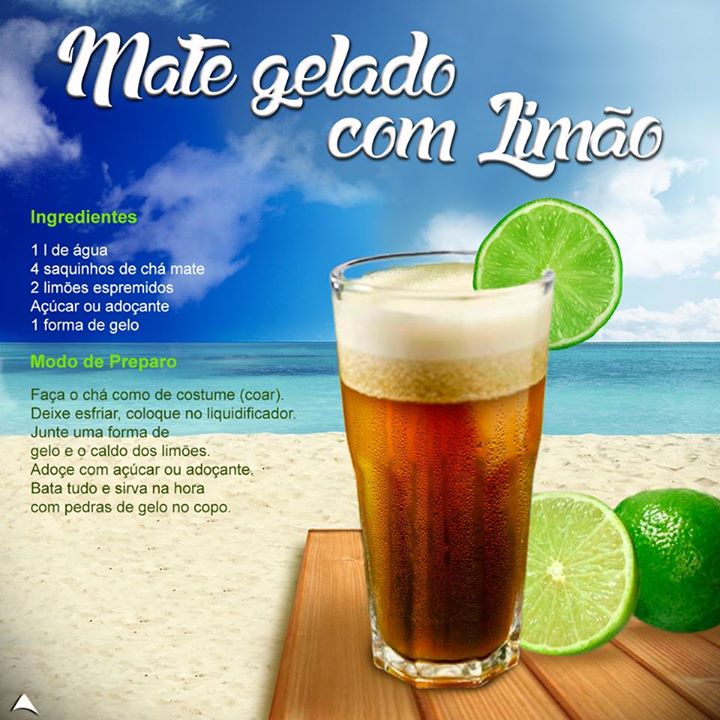 Mate gelado
com Limão
Ingredientes
1 l de água
4 saquinhos de chá mate
2 limões espremidos
Açúcar ou adoçante
1 forma de gelo
Modo de Preparo
Faça o chá como de costume (coar).
Deixe esfriar, coloque no liquidificador.
Junte uma forma de
gelo e o caldo dos limões.
Adoçe com açúcar ou adoçante.
Bata tudo e sirva na hora
com pedras de gelo no copo.